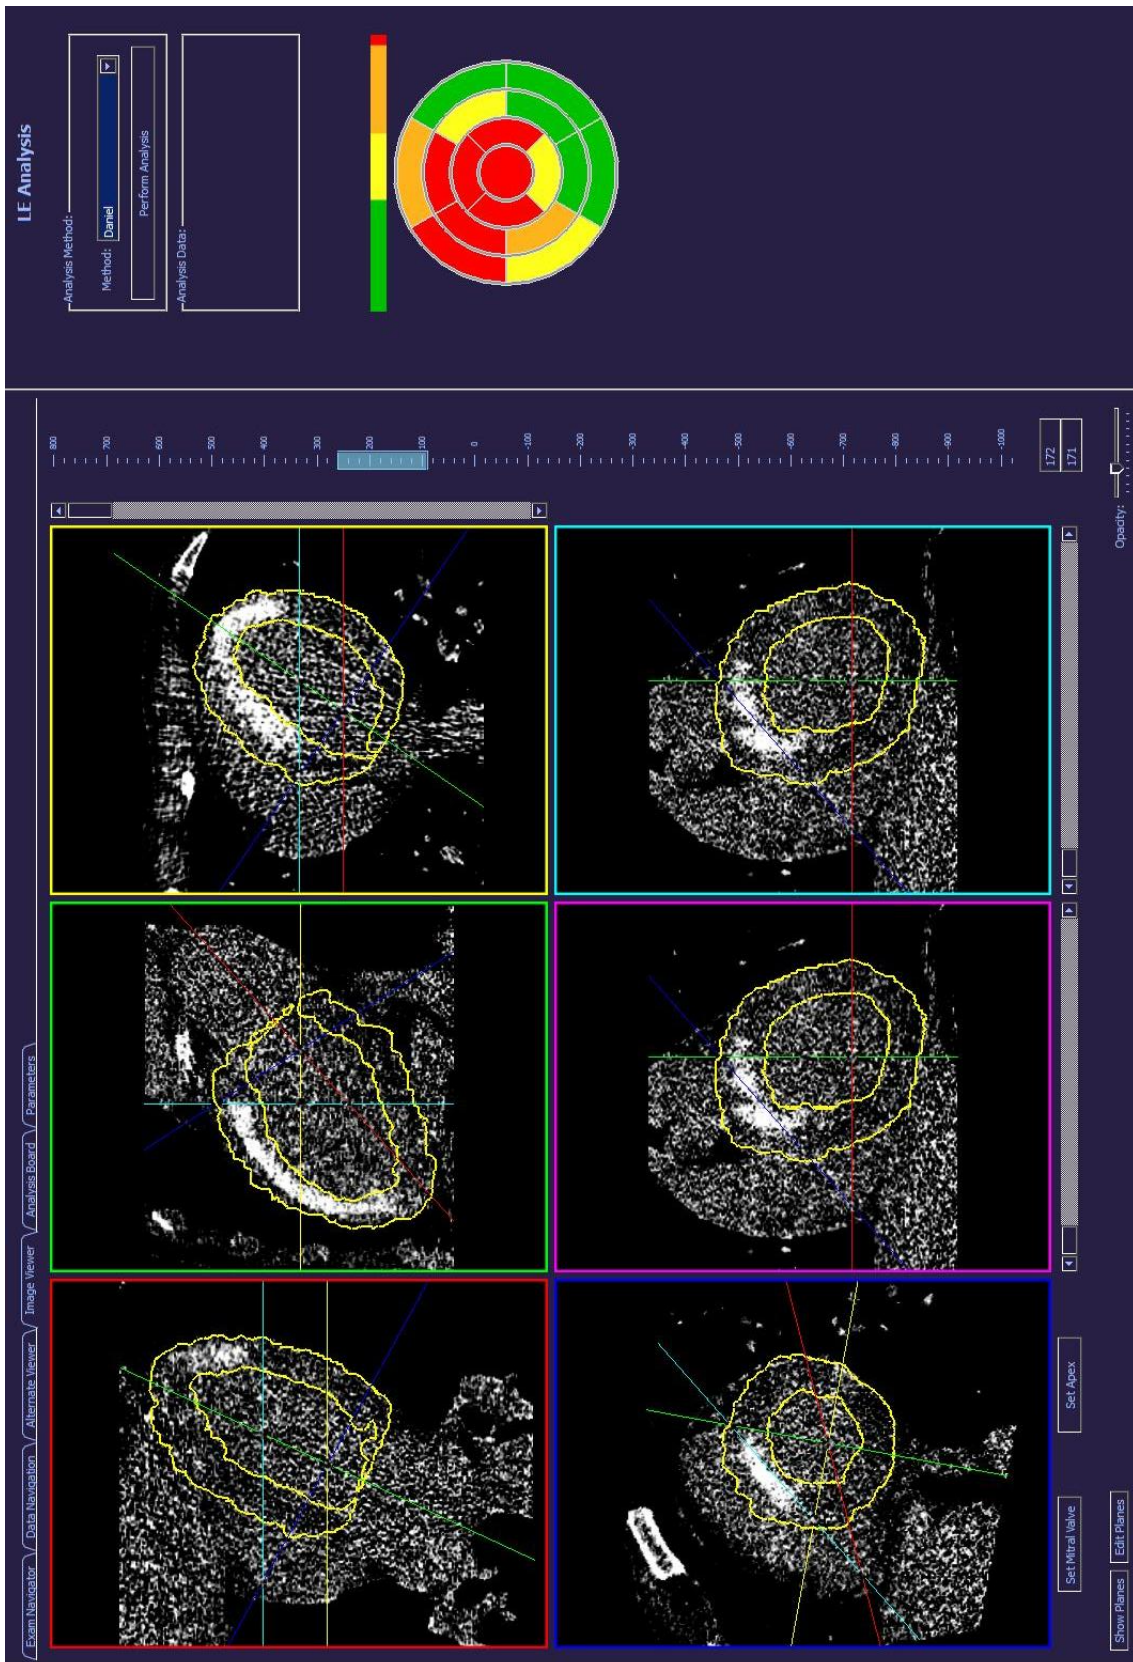 Exam Navigator
Data Navigation
Alternate Viewer
Image Viewer
Analysis Board
Parameters
LE Analysis
Analysis Method:
Method: Daniel
Perform Analysis
Analysis Data:
800
700
600
500
400
300
200
100
0
-100
-200
-300
-400
-500
-600
-700
-800
-900
-1000
172
171
Set Mitral Valve
Set Apex
Show Planes
Edit Planes
Opacity: